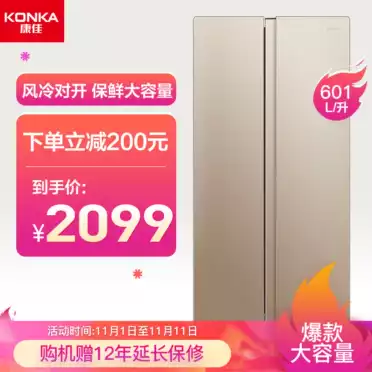 KONKA
康佳
风冷对开 保鲜大容量
601
L/升
下单立减200元
到手价:
¥2099
活动时间:11月1日至11月11日
购机赠12年延长保修
爆款
大容量